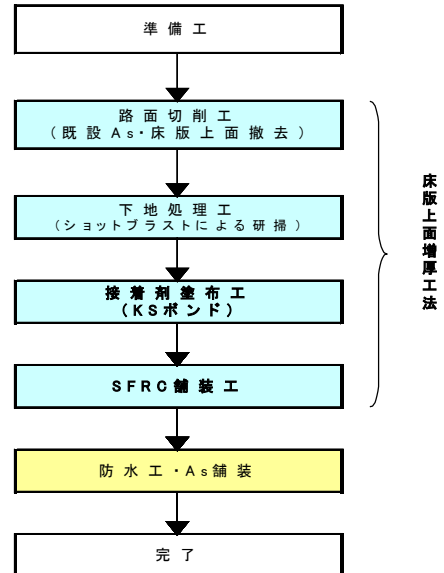 準備工
路面切削工
(既設As・床版上面撤去)
下地処理工
(ショットブラストによる研掃)
接着剤塗布工
(KSボンド)
SFRC舗装工
床版上面増厚工法
防水工・As舗装
完了